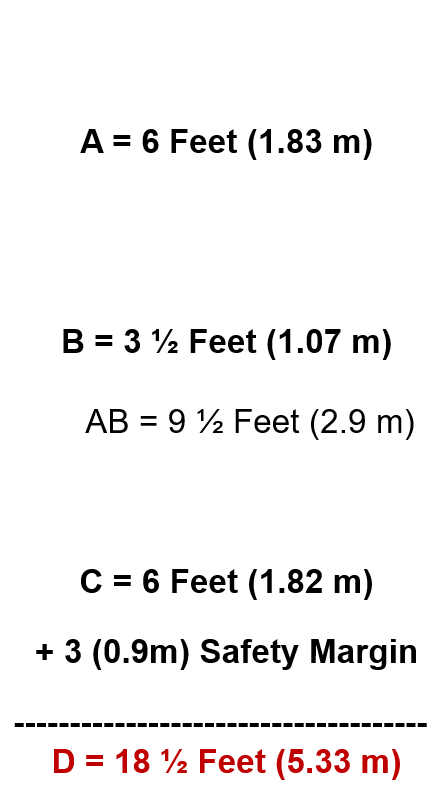 A = 6 Feet (1.83 m)
B = 3 ½ Feet (1.07 m)
AB = 9 ½ Feet (2.9 m)
C = 6 Feet (1.82 m)
+ 3 (0.9m) Safety Margin
-------------------------------------
D = 18 ½ Feet (5.33 m)